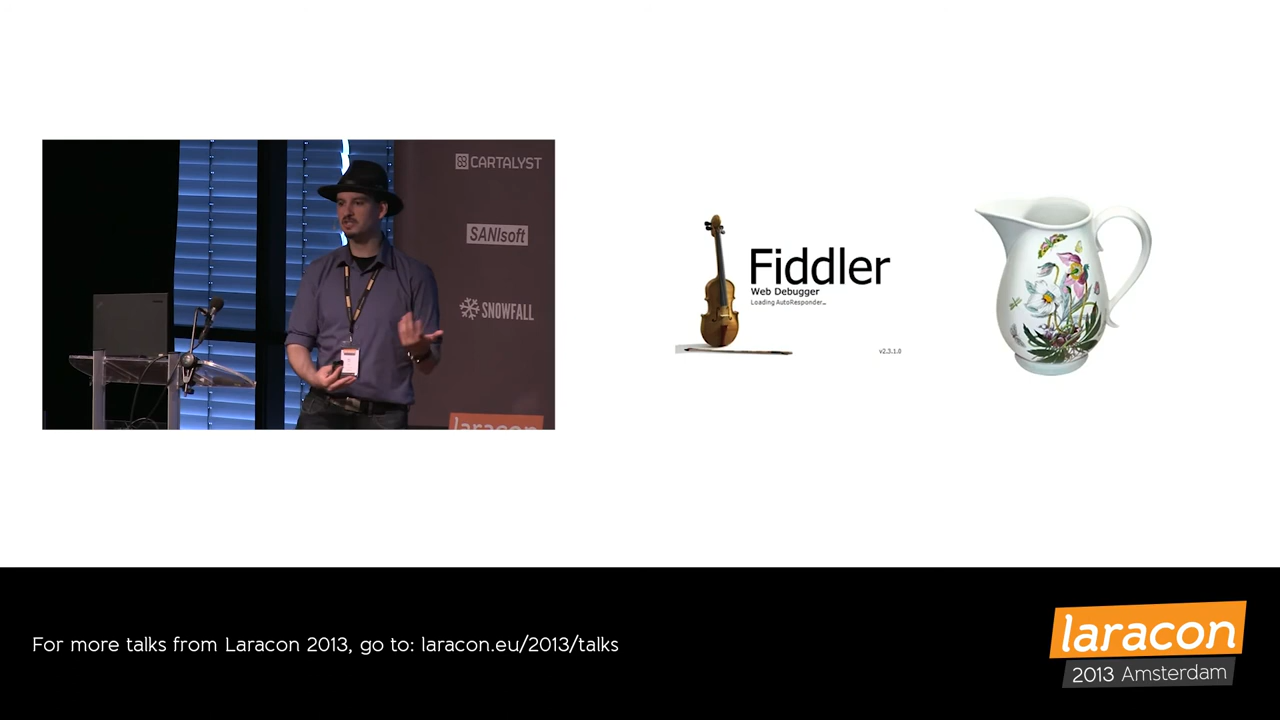 CARTALYST
SANIsoft
SNOWFALL
laracon
Fiddler
Web Debugger
Loading AutoResponder...
v2.3.1.0
For more talks from Laracon 2013, go to: laracon.eu/2013/talks
laracon
2013 Amsterdam